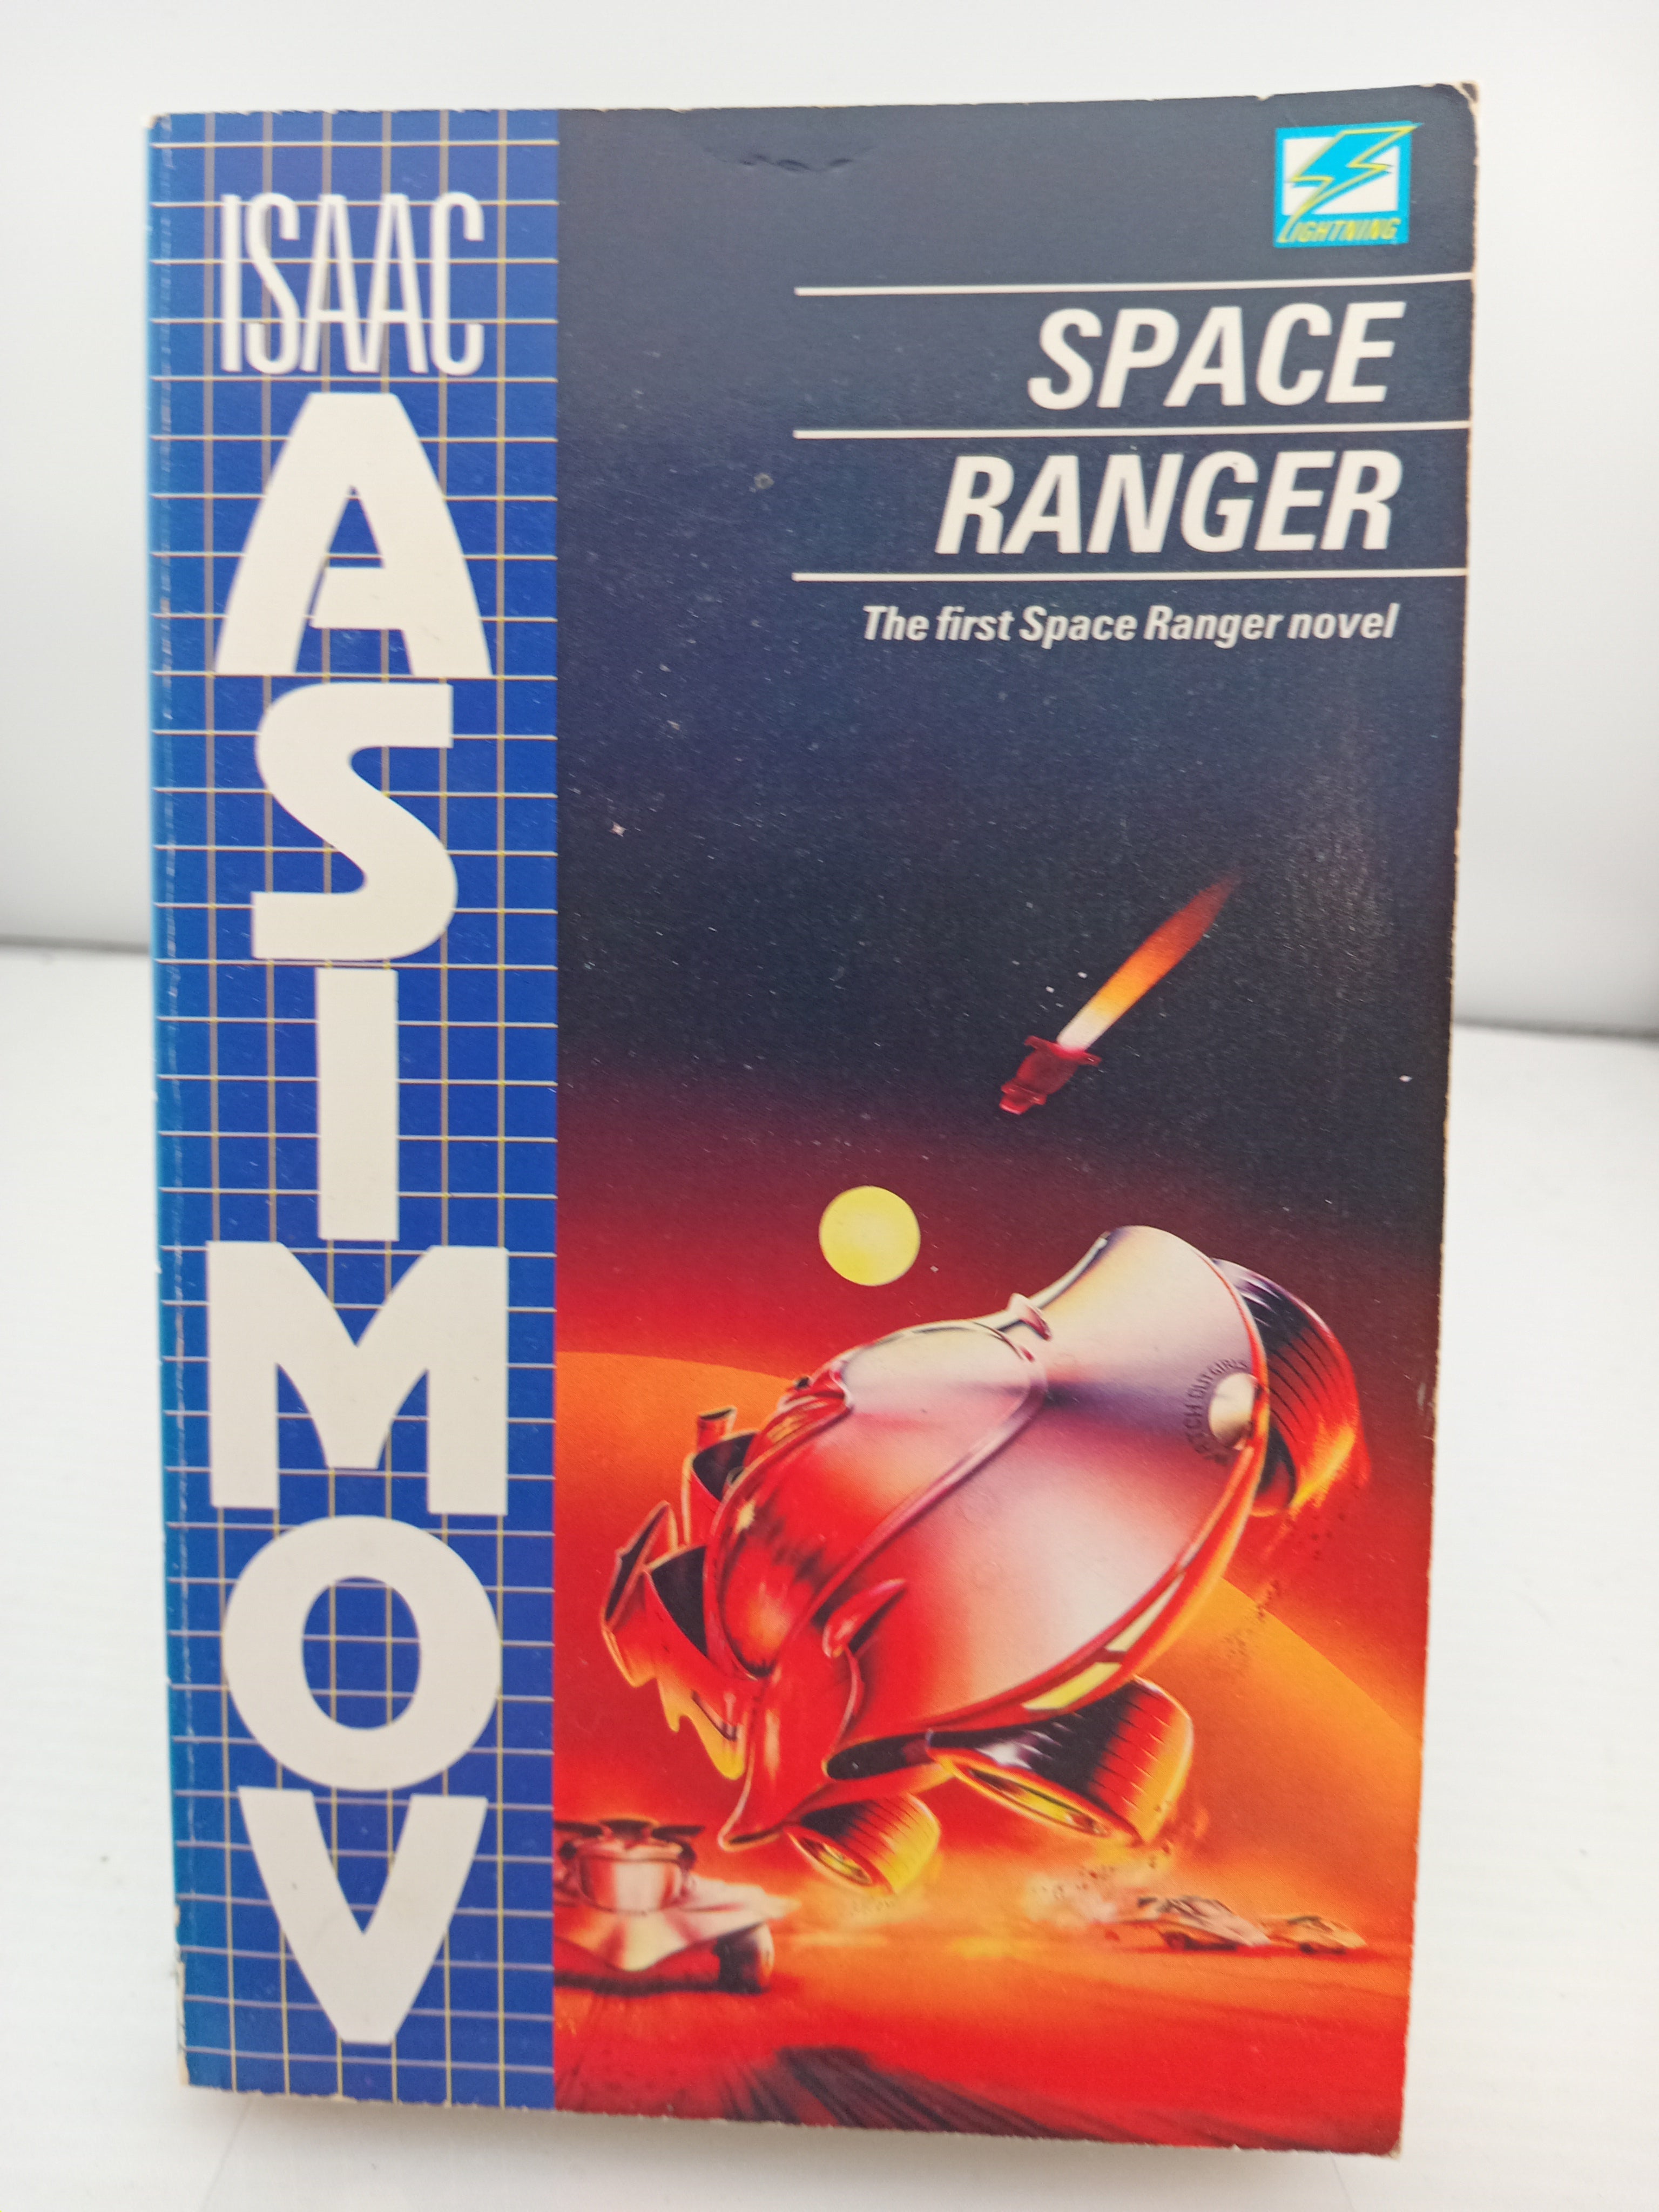 ISAAC
ASIMOV
LIGHTNING
SPACE
RANGER
The first Space Ranger novel